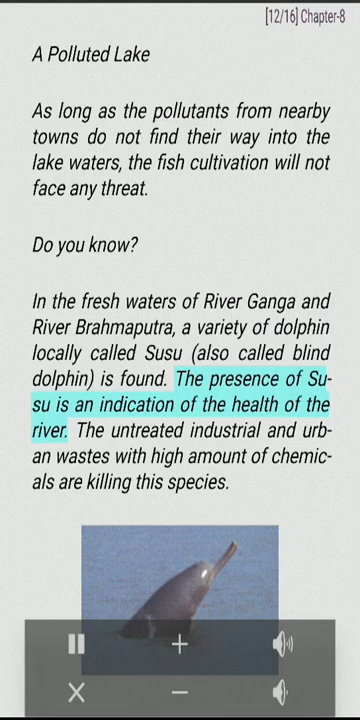 [12/16] Chapter-8
A Polluted Lake
As long as the pollutants from nearby
towns do not find their way into the
lake waters, the fish cultivation will not
face any threat.
Do you know?
In the fresh waters of River Ganga and
River Brahmaputra, a variety of dolphin
locally called Susu (also called blind
dolphin) is found. The presence of Su-
su is an indication of the health of the
river. The untreated industrial and urb-
an wastes with high amount of chemic-
als are killing this species.